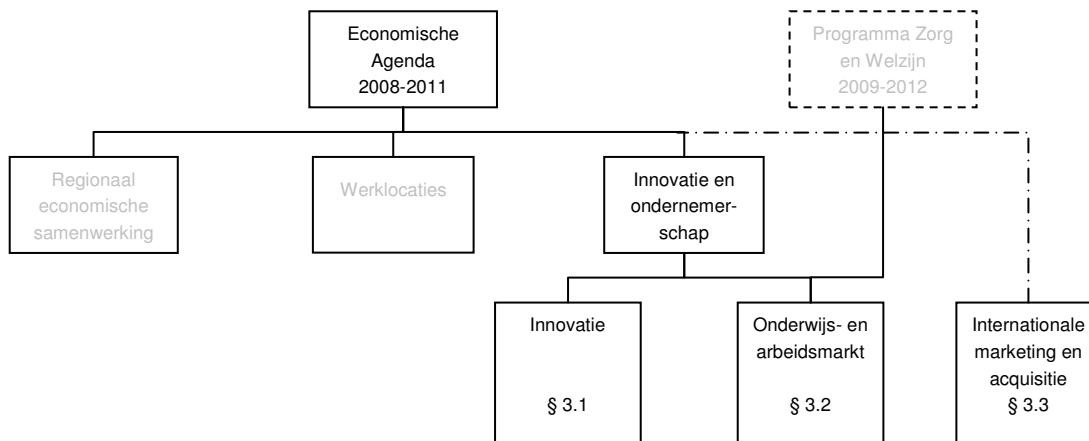 Economische
Agenda
2008-2011
Programma Zorg
en Welzijn
2009-2012
Regionaal
economische
samenwerking
Werklocaties
Innovatie en
ondernemer-
schap
Innovatie
§ 3.1
Onderwijs- en
arbeidsmarkt
§ 3.2
Internationale
marketing en
acquisitie
§ 3.3